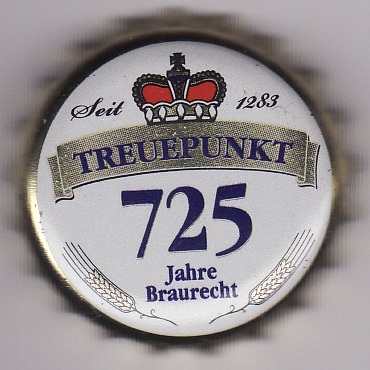 Seit 1283
TREUEPUNKT
725
Jahre
Braurecht